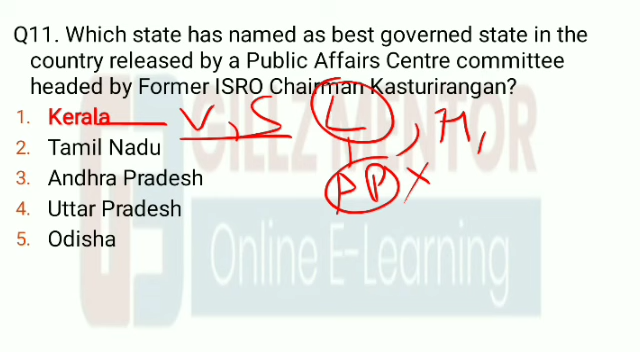 Q11. Which state has named as best governed state in the
country released by a Public Affairs Centre committee
headed by Former ISRO Chairman Kasturirangan?
1. Kerala
2. Tamil Nadu
3. Andhra Pradesh
4. Uttar Pradesh
5. Odisha
V, S L, M,
PP X
Online E-Learning